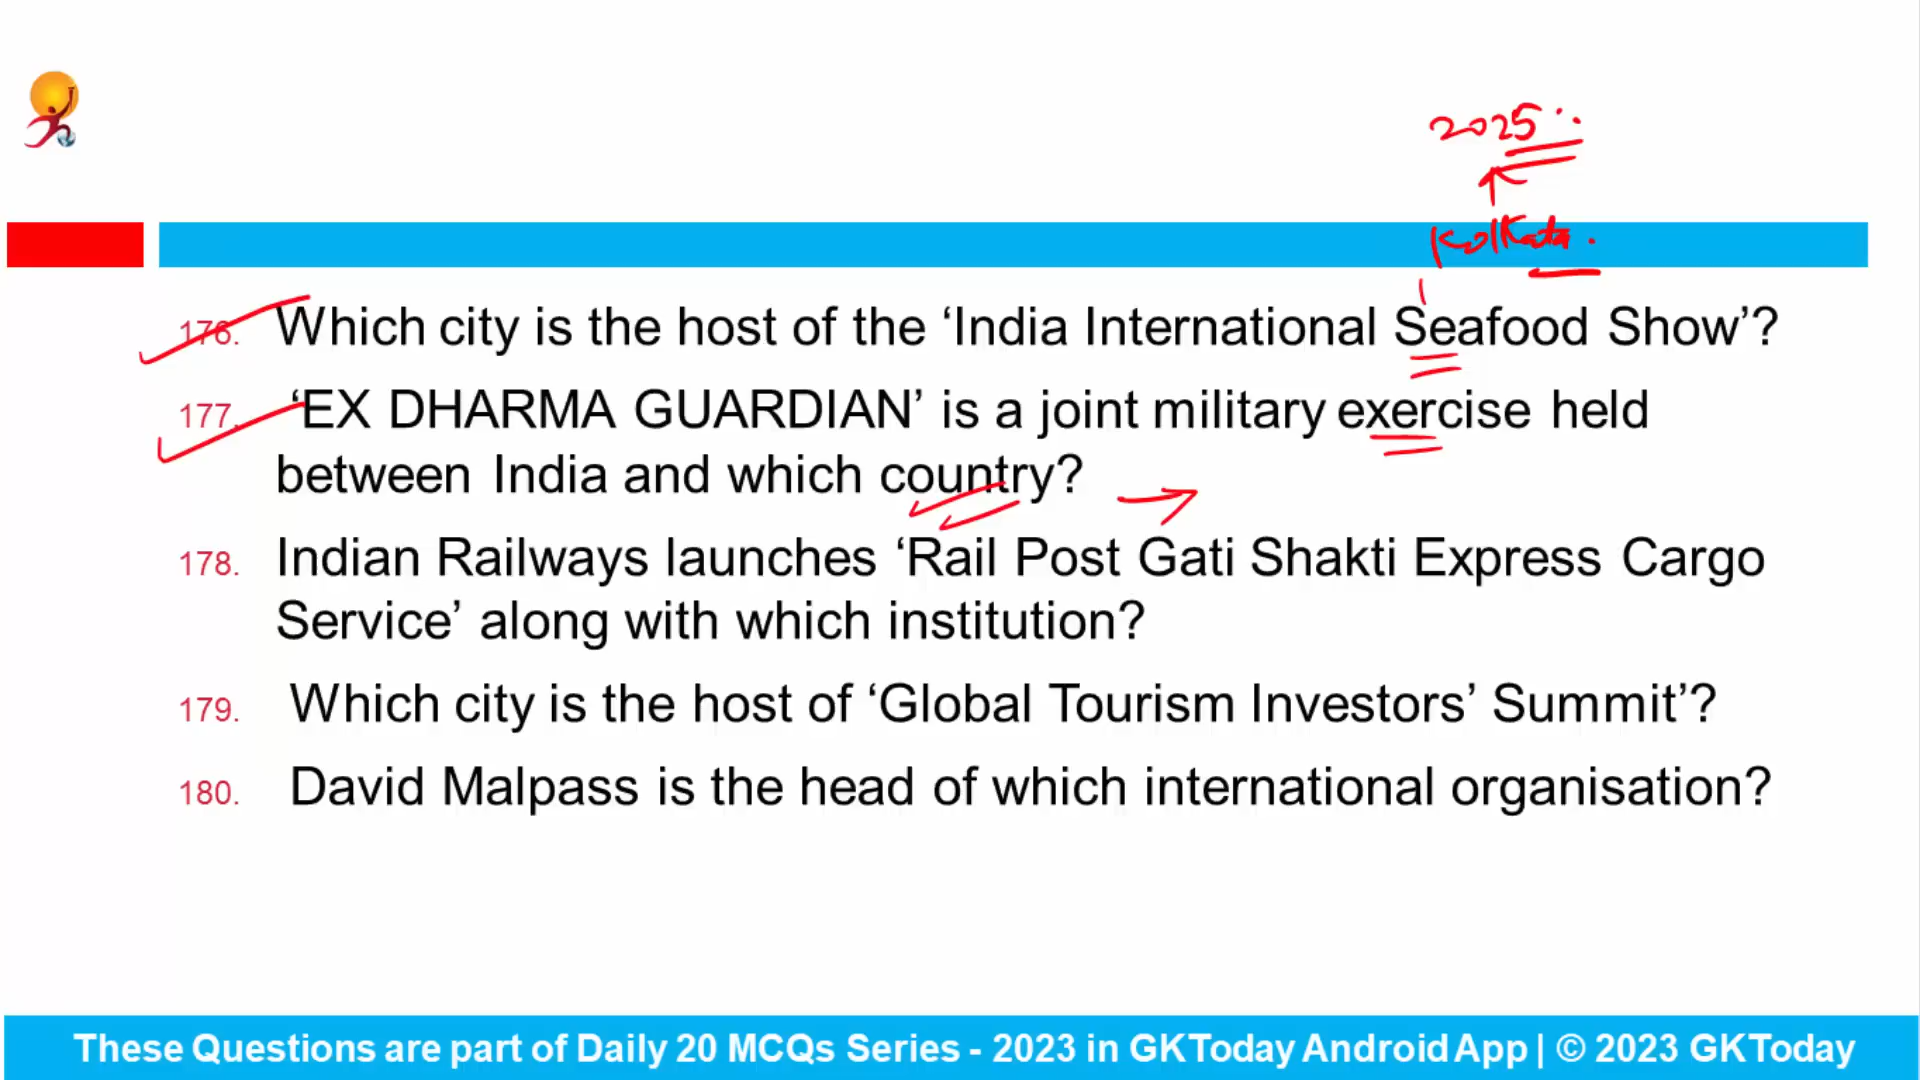 2025
Kolkata.
176. Which city is the host of the ‘India International Seafood Show’?
177. ‘EX DHARMA GUARDIAN’ is a joint military exercise held
between India and which country?
178. Indian Railways launches ‘Rail Post Gati Shakti Express Cargo
Service’ along with which institution?
179. Which city is the host of ‘Global Tourism Investors’ Summit’?
180. David Malpass is the head of which international organisation?
These Questions are part of Daily 20 MCQs Series - 2023 in GKToday Android App | © 2023 GKToday